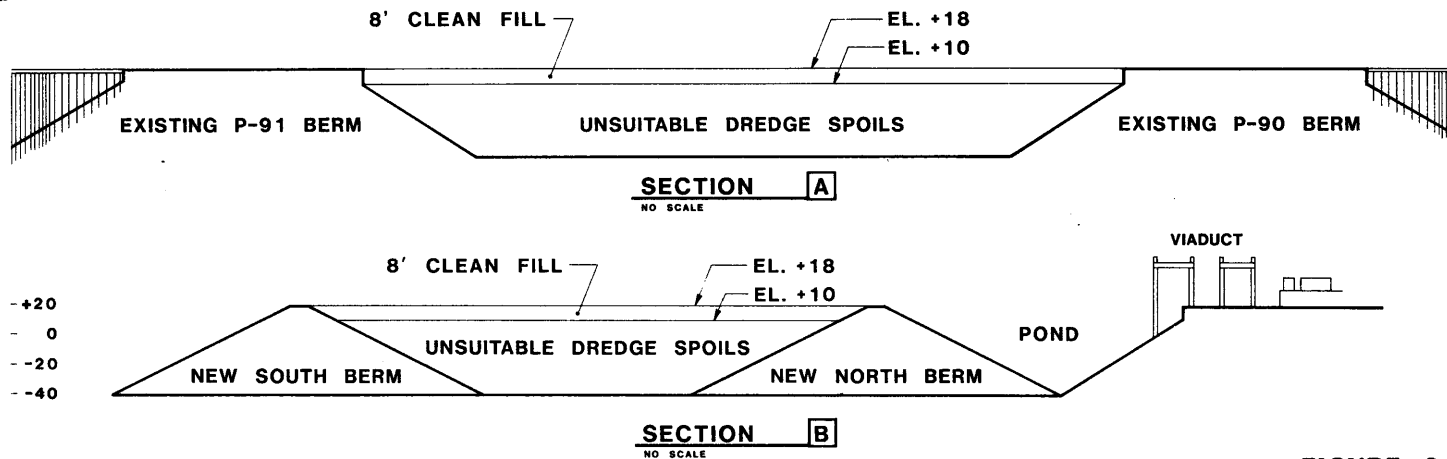 8' CLEAN FILL
EL. +18
EL. +10
EXISTING P-91 BERM
UNSUITABLE DREDGE SPOILS
EXISTING P-90 BERM
SECTION A
NO SCALE
VIADUCT
8' CLEAN FILL
EL. +18
EL. +10
- +20
- 0
- -20
- -40
POND
UNSUITABLE DREDGE SPOILS
NEW SOUTH BERM
NEW NORTH BERM
SECTION B
NO SCALE